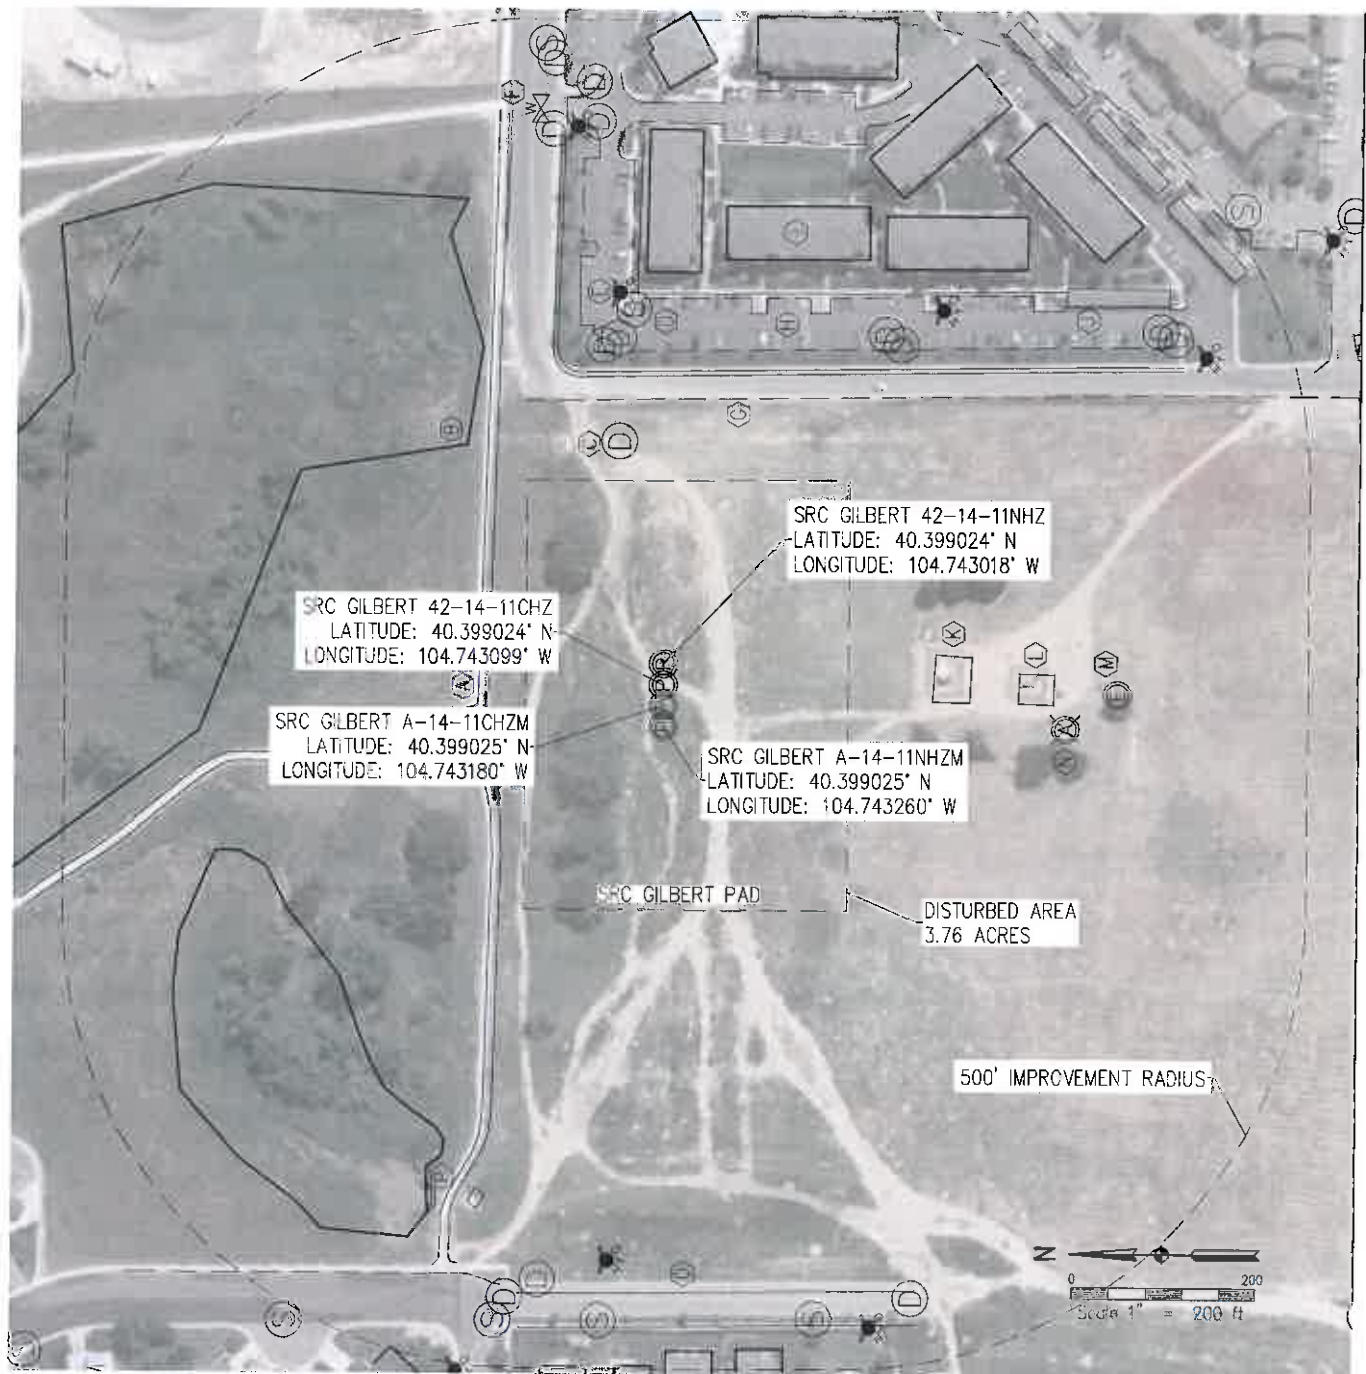 SRC GILBERT 42-14-11NHZ
LATITUDE: 40.399024° N
LONGITUDE: 104.743018° W
SRC GILBERT 42-14-11CHZ
LATITUDE: 40.399024° N
LONGITUDE: 104.743099° W
SRC GILBERT A-14-11CHZM
LATITUDE: 40.399025° N
LONGITUDE: 104.743180° W
SRC GILBERT A-14-11NHZM
LATITUDE: 40.399025° N
LONGITUDE: 104.743260° W
SRC GILBERT PAD
DISTURBED AREA
3.76 ACRES
500' IMPROVEMENT RADIUS
N
0 200
Scale 1" = 200 ft
A
B
F
W
G
H
J
K
L
M
E
D
D
D
D
S
S
S
S
S